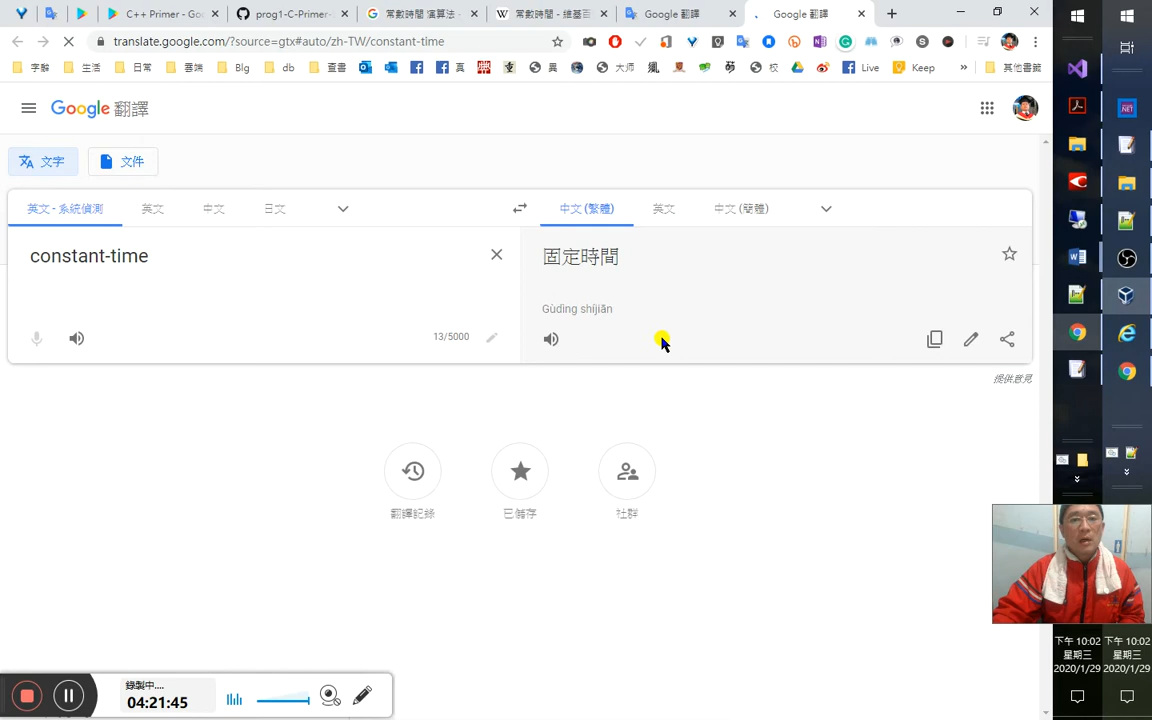 C++ Primer - Goo
prog1-C-Primer-
常數時間 演算法 -
常數時間 - 維基百
Google 翻譯
Google 翻譯
translate.google.com/?source=gtx#auto/zh-TW/constant-time
字辭
生活
日常
雲端
Blg
db
查書
真
異
大师
校
Live
Keep
其他書籤
Google 翻譯
文字
文件
英文 - 系統偵測
英文
中文
日文
中文 (繁體)
英文
中文 (簡體)
constant-time
固定時間
Gùdìng shíjiān
13/5000
提供意見
翻譯記錄
已儲存
社群
錄製中....
04:21:45
下午 10:02
星期三
2020/1/29
下午 10:02
星期三
2020/1/29